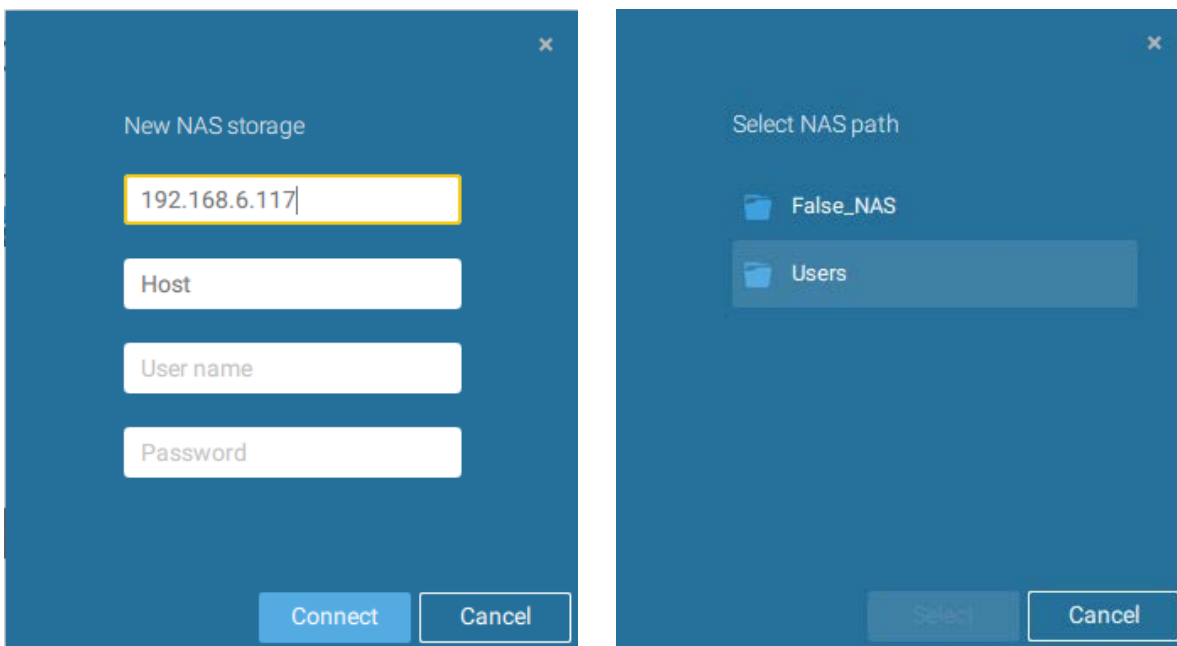 New NAS storage
192.168.6.117
Host
User name
Password
Connect
Cancel
Select NAS path
False_NAS
Users
Select
Cancel